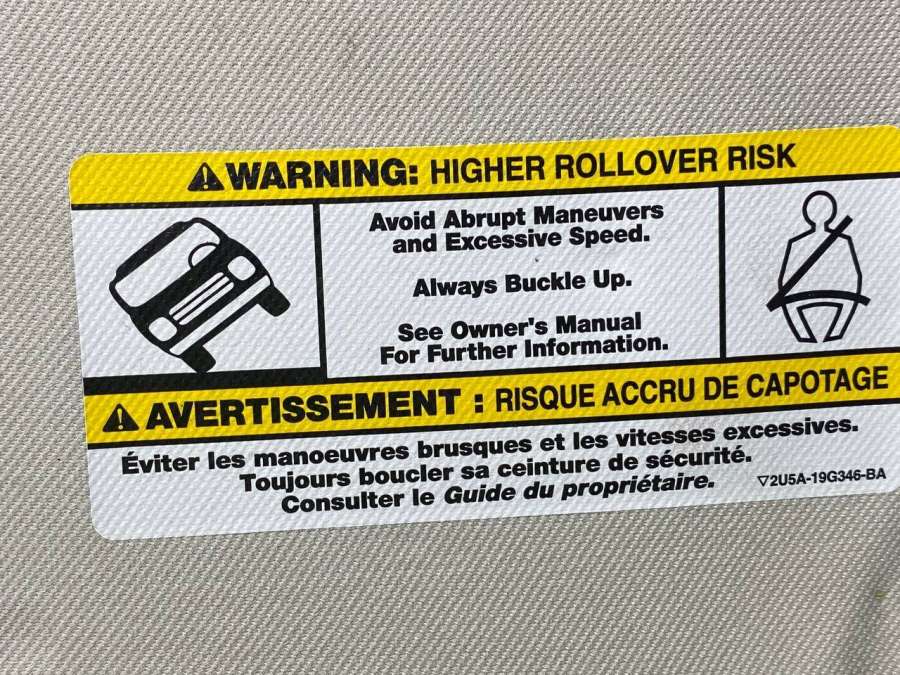 ⚠WARNING: HIGHER ROLLOVER RISK
Avoid Abrupt Maneuvers
and Excessive Speed.
Always Buckle Up.
See Owner's Manual
For Further Information.
⚠AVERTISSEMENT : RISQUE ACCRU DE CAPOTAGE
Éviter les manoeuvres brusques et les vitesses excessives.
Toujours boucler sa ceinture de sécurité.
Consulter le Guide du propriétaire.
▽2U5A-19G346-BA